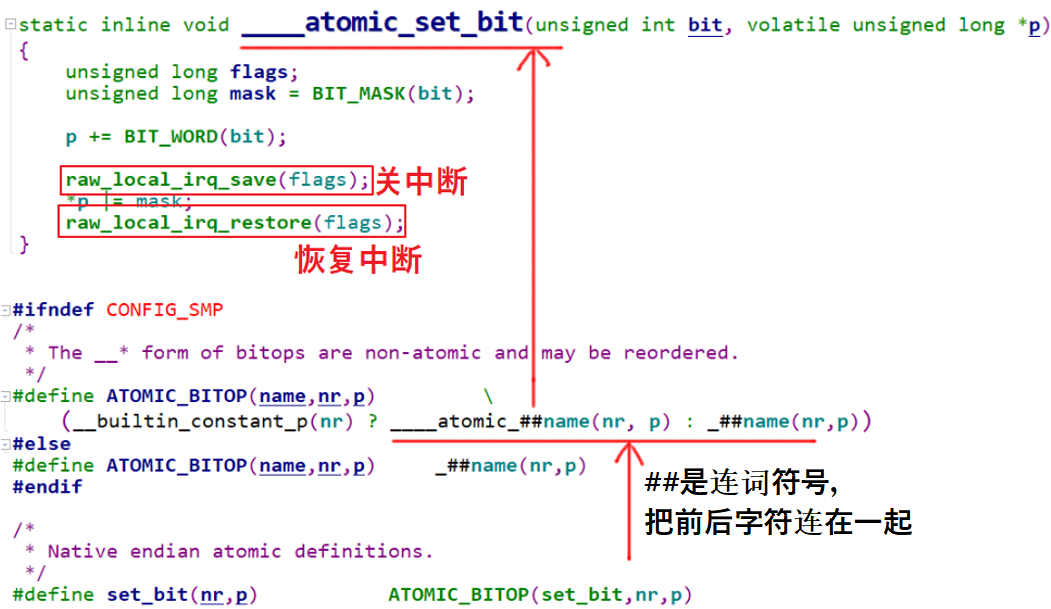 static inline void ____atomic_set_bit(unsigned int bit, volatile unsigned long *p)
{
unsigned long flags;
unsigned long mask = BIT_MASK(bit);
p += BIT_WORD(bit);
raw_local_irq_save(flags); 关中断
*p |= mask;
raw_local_irq_restore(flags);
}
恢复中断
#ifndef CONFIG_SMP
/*
* The __* form of bitops are non-atomic and may be reordered.
*/
#define ATOMIC_BITOP(name,nr,p) \
(__builtin_constant_p(nr) ? ____atomic_##name(nr, p) : _##name(nr,p))
#else
#define ATOMIC_BITOP(name,nr,p) _##name(nr,p)
#endif
##是连词符号,
把前后字符连在一起
/*
* Native endian atomic definitions.
*/
#define set_bit(nr,p) ATOMIC_BITOP(set_bit,nr,p)